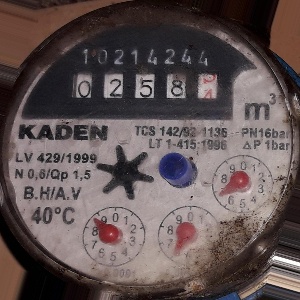 10214244
0258
m³
KADEN
TCS 142/92-1136 PN16bar
LV 429/1999
LT 1-415:1996 ΔP 1bar
N 0,6/Qp 1,5
B.H/A.V
40°C